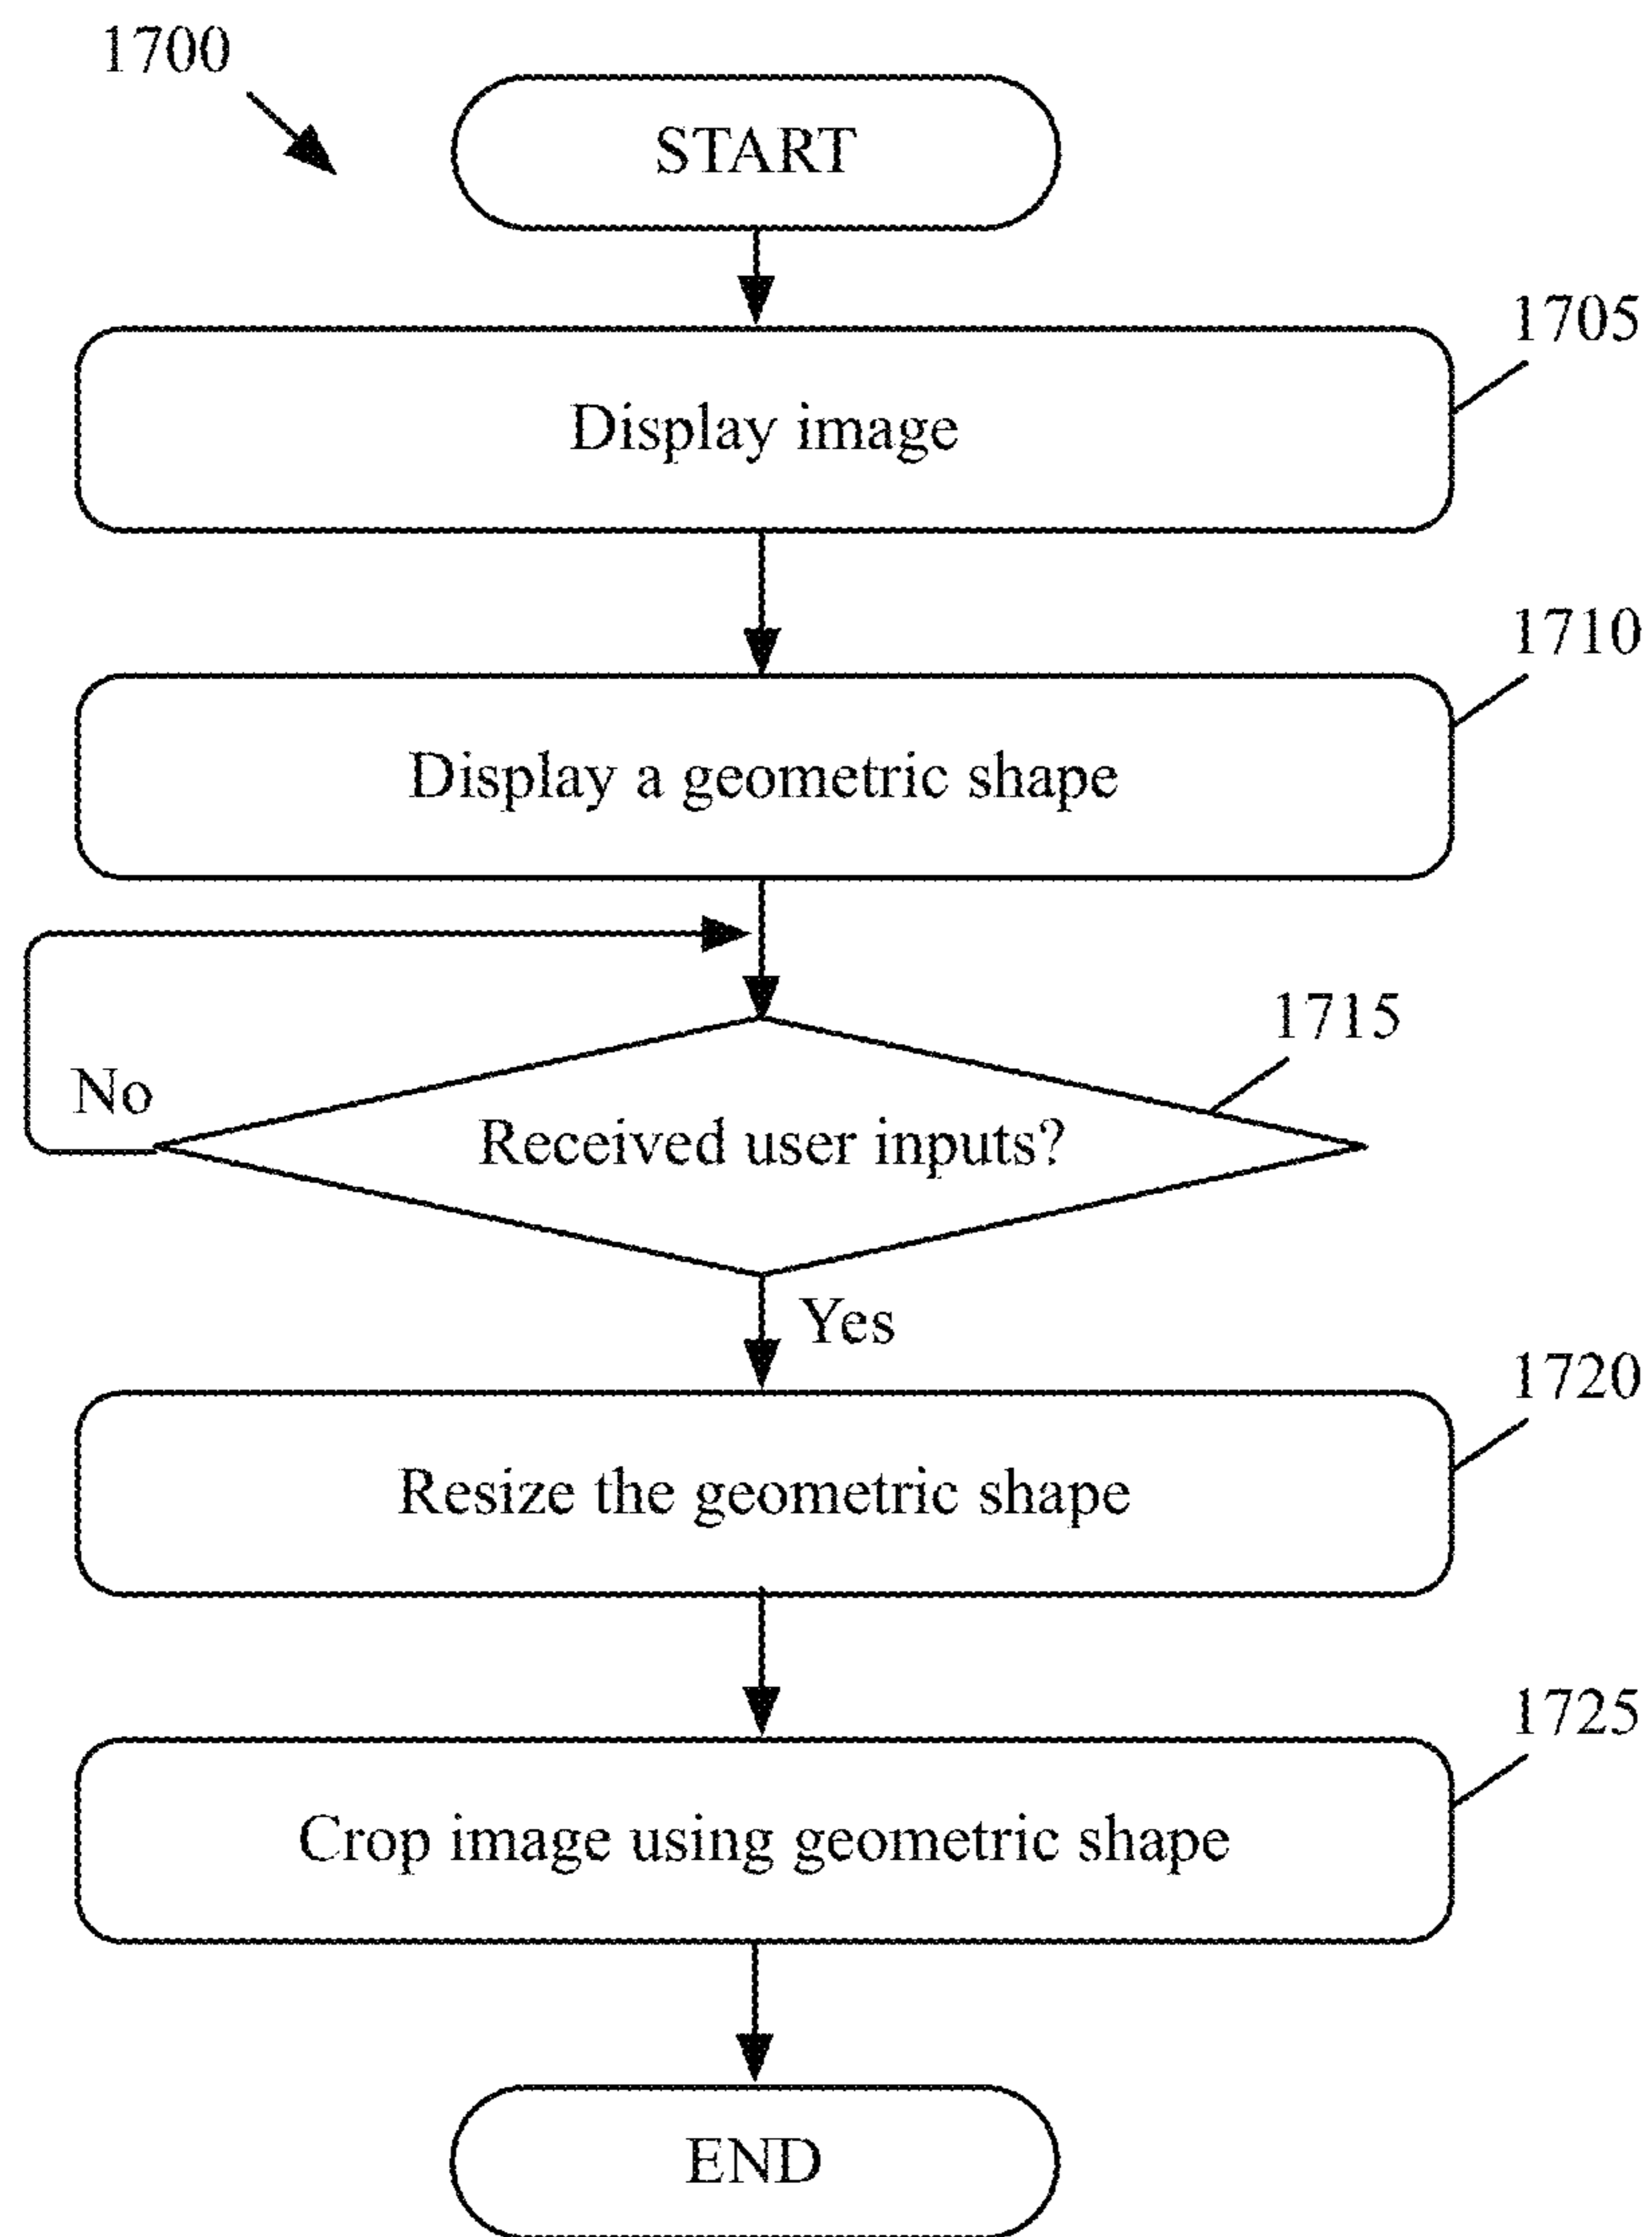 1700
START
1705
Display image
1710
Display a geometric shape
1715
No
Received user inputs?
Yes
1720
Resize the geometric shape
1725
Crop image using geometric shape
END